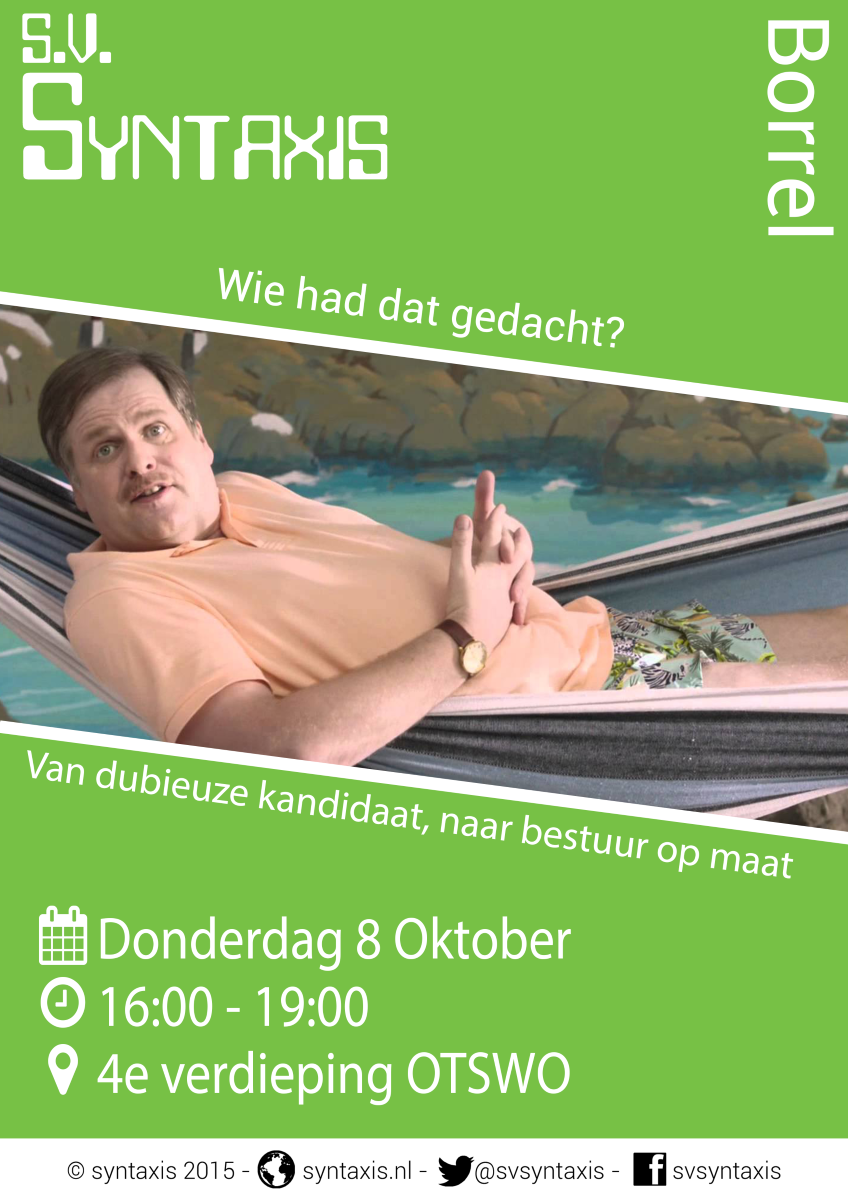 S.V.
SYNTAXIS
Borrel
Wie had dat gedacht?
Van dubieuze kandidaat, naar bestuur op maat
Donderdag 8 Oktober
16:00 - 19:00
4e verdieping OTSWO
© syntaxis 2015 - syntaxis.nl - @svsyntaxis - svsyntaxis